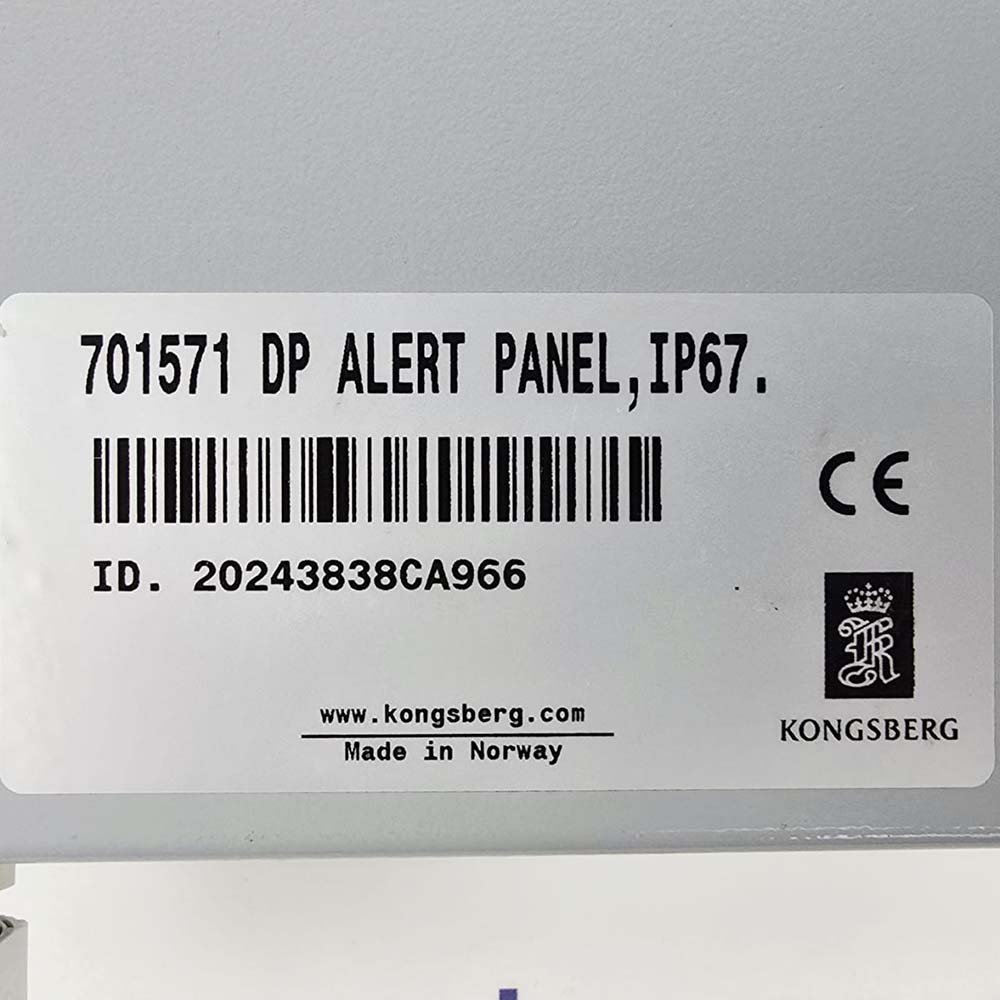 701571 DP ALERT PANEL,IP67.
CE
ID. 20243838CA966
www.kongsberg.com
Made in Norway
KONGSBERG